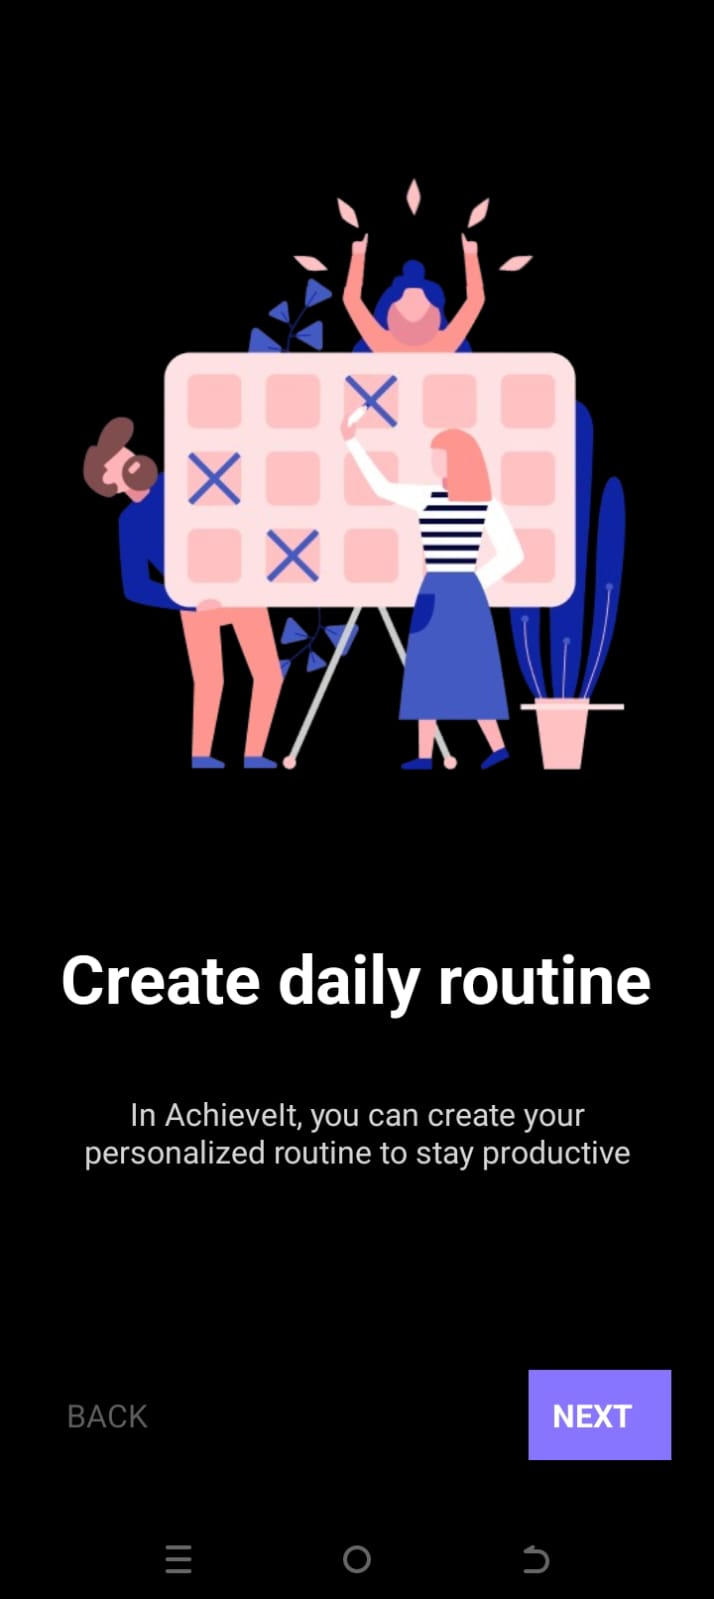 Create daily routine
In AchieveIt, you can create your
personalized routine to stay productive
BACK
NEXT